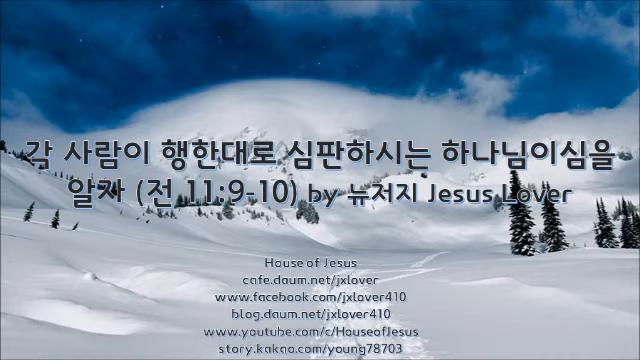 각 사람이 행한대로 심판하시는 하나님이심을
알자 (전 11:9-10) by 뉴저지 Jesus Lover
House of Jesus
cafe.daum.net/jxlover
www.facebook.com/jxlover410
blog.daum.net/jxlover410
www.youtube.com/c/HouseofJesus
story.kakao.com/young78703